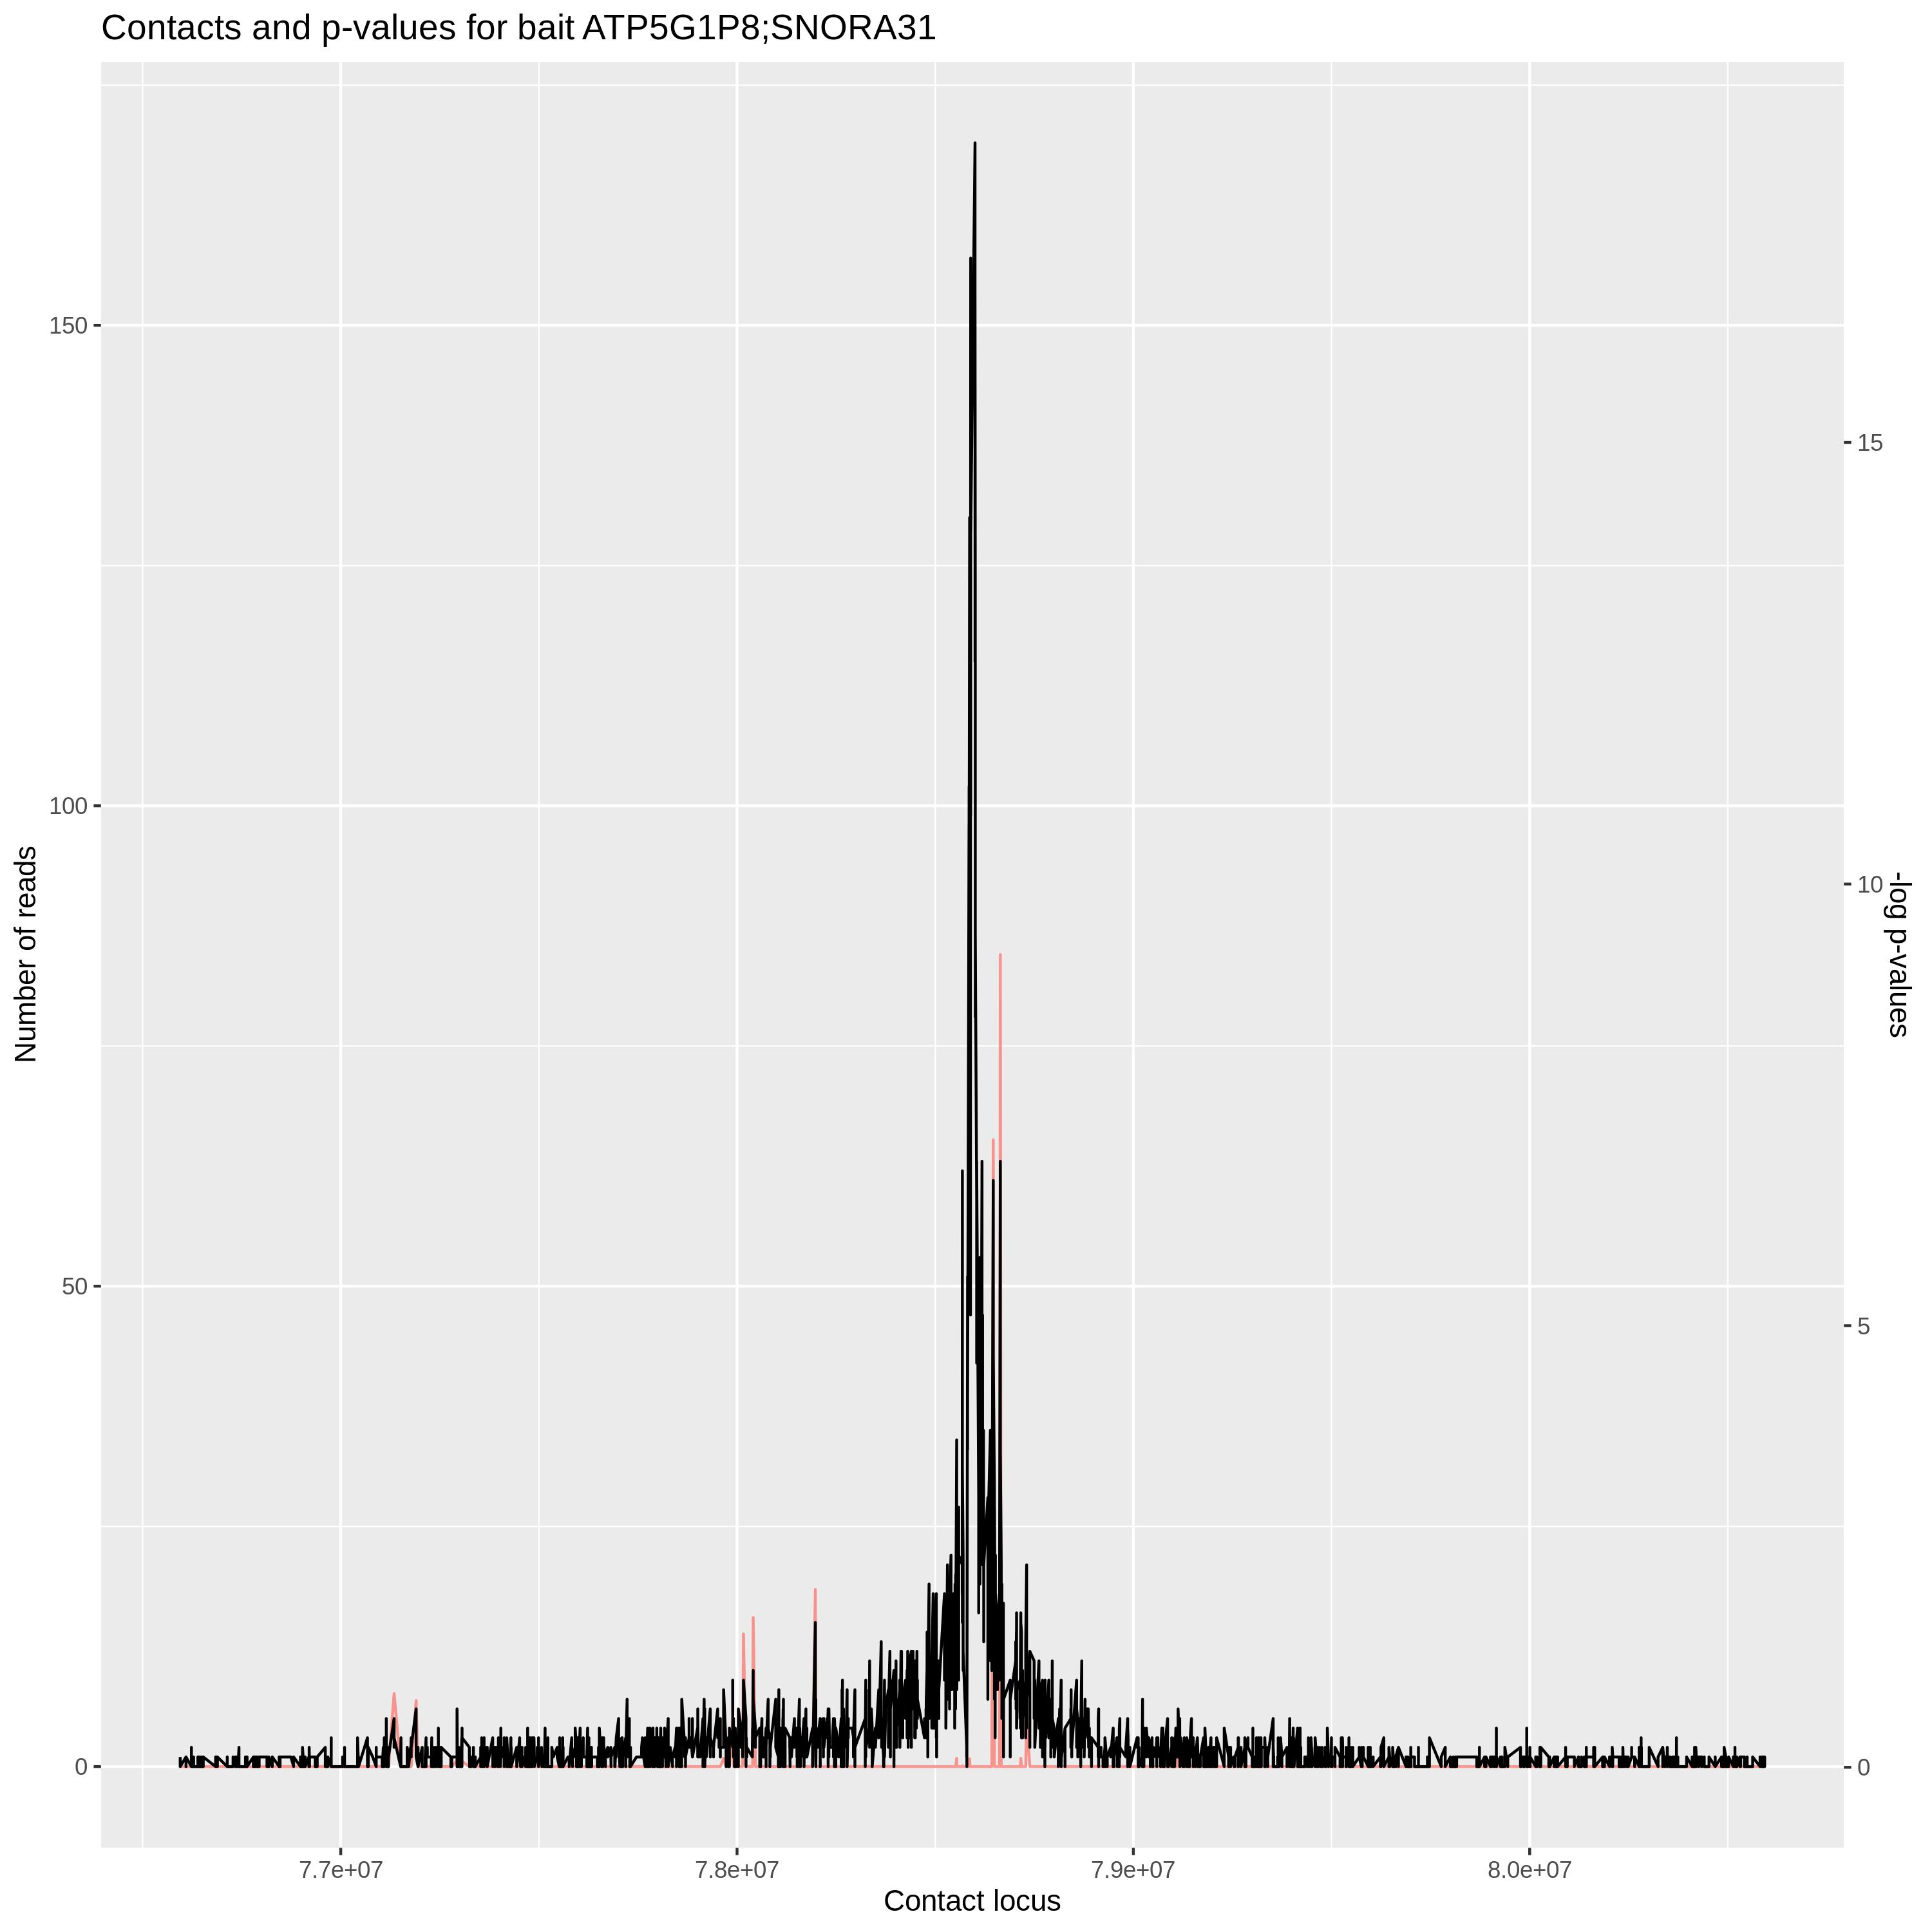 Contacts and p-values for bait ATP5G1P8;SNORA31
150
100
50
0
Number of reads
15
10
5
0
-log p-values
7.7e+07
7.8e+07
7.9e+07
8.0e+07
Contact locus